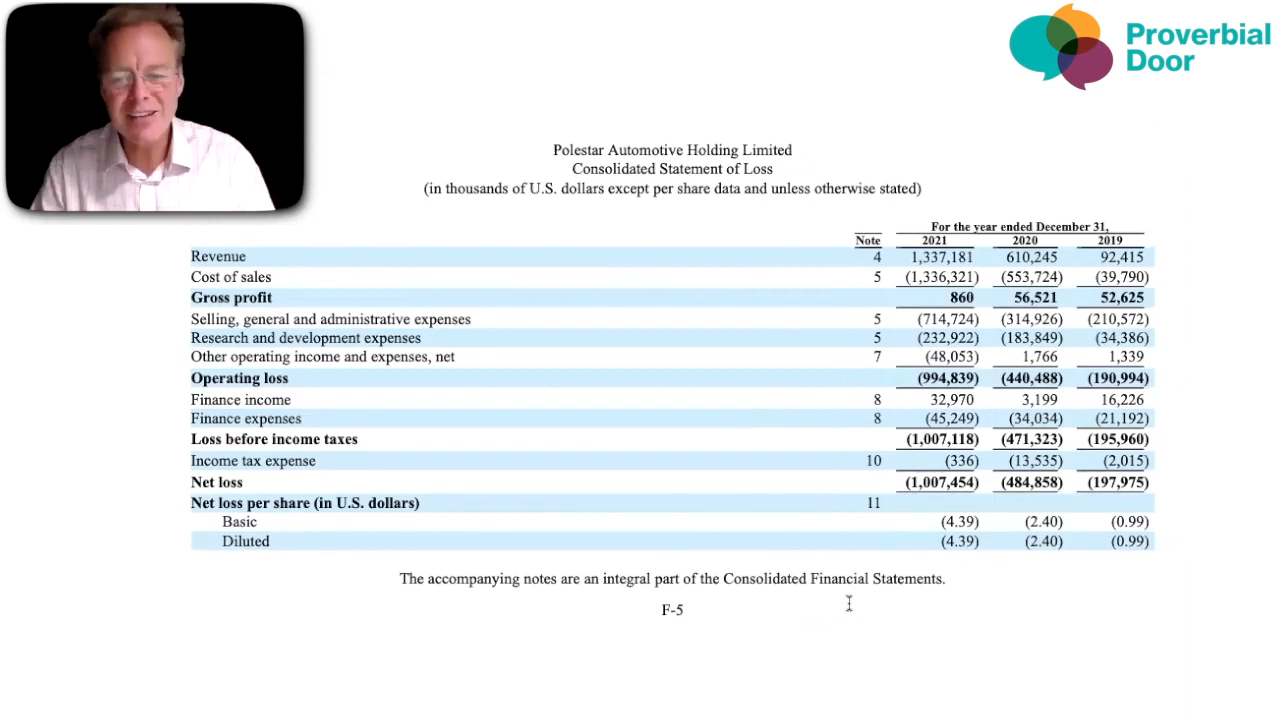 Proverbial
Door
Polestar Automotive Holding Limited
Consolidated Statement of Loss
(in thousands of U.S. dollars except per share data and unless otherwise stated)
For the year ended December 31,
Note 2021 2020 2019
Revenue 4 1,337,181 610,245 92,415
Cost of sales 5 (1,336,321) (553,724) (39,790)
Gross profit 860 56,521 52,625
Selling, general and administrative expenses 5 (714,724) (314,926) (210,572)
Research and development expenses 5 (232,922) (183,849) (34,386)
Other operating income and expenses, net 7 (48,053) 1,766 1,339
Operating loss (994,839) (440,488) (190,994)
Finance income 8 32,970 3,199 16,226
Finance expenses 8 (45,249) (34,034) (21,192)
Loss before income taxes (1,007,118) (471,323) (195,960)
Income tax expense 10 (336) (13,535) (2,015)
Net loss (1,007,454) (484,858) (197,975)
Net loss per share (in U.S. dollars) 11
Basic (4.39) (2.40) (0.99)
Diluted (4.39) (2.40) (0.99)
The accompanying notes are an integral part of the Consolidated Financial Statements.
F-5